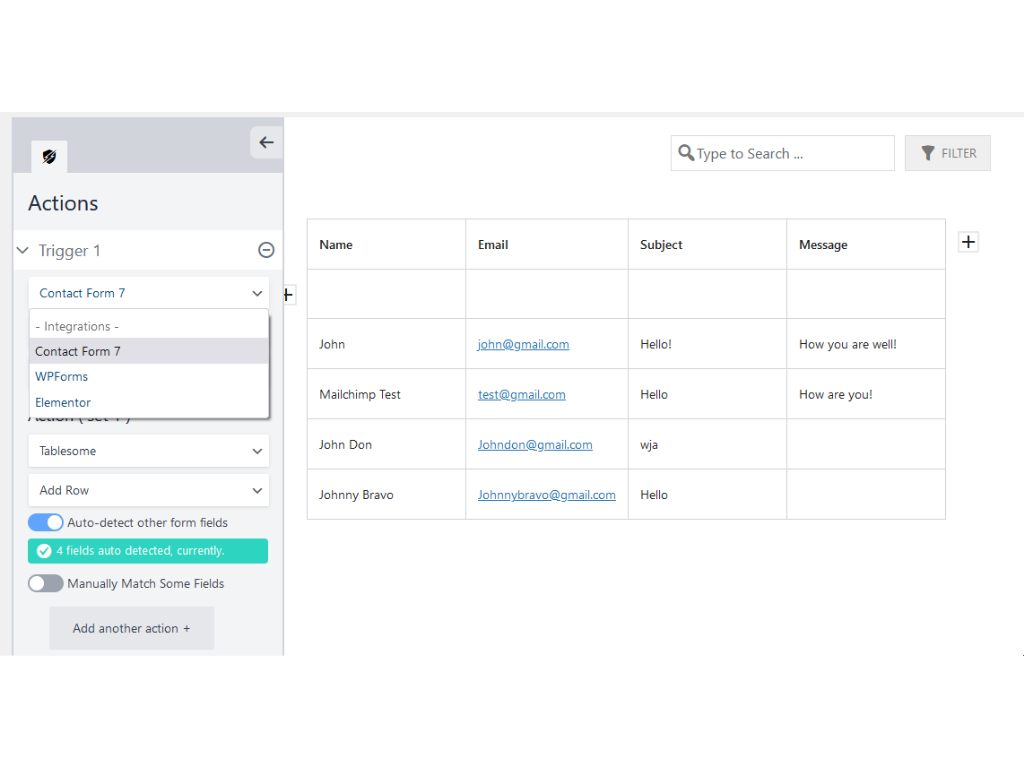 Actions
Trigger 1
Contact Form 7
- Integrations -
Contact Form 7
WPForms
Elementor
Tablesome
Add Row
Auto-detect other form fields
4 fields auto detected, currently.
Manually Match Some Fields
Add another action +
Type to Search ...
FILTER
Name Email Subject Message
John john@gmail.com Hello! How you are well!
Mailchimp Test test@gmail.com Hello How are you!
John Don Johndon@gmail.com wja
Johnny Bravo Johnnybravo@gmail.com Hello